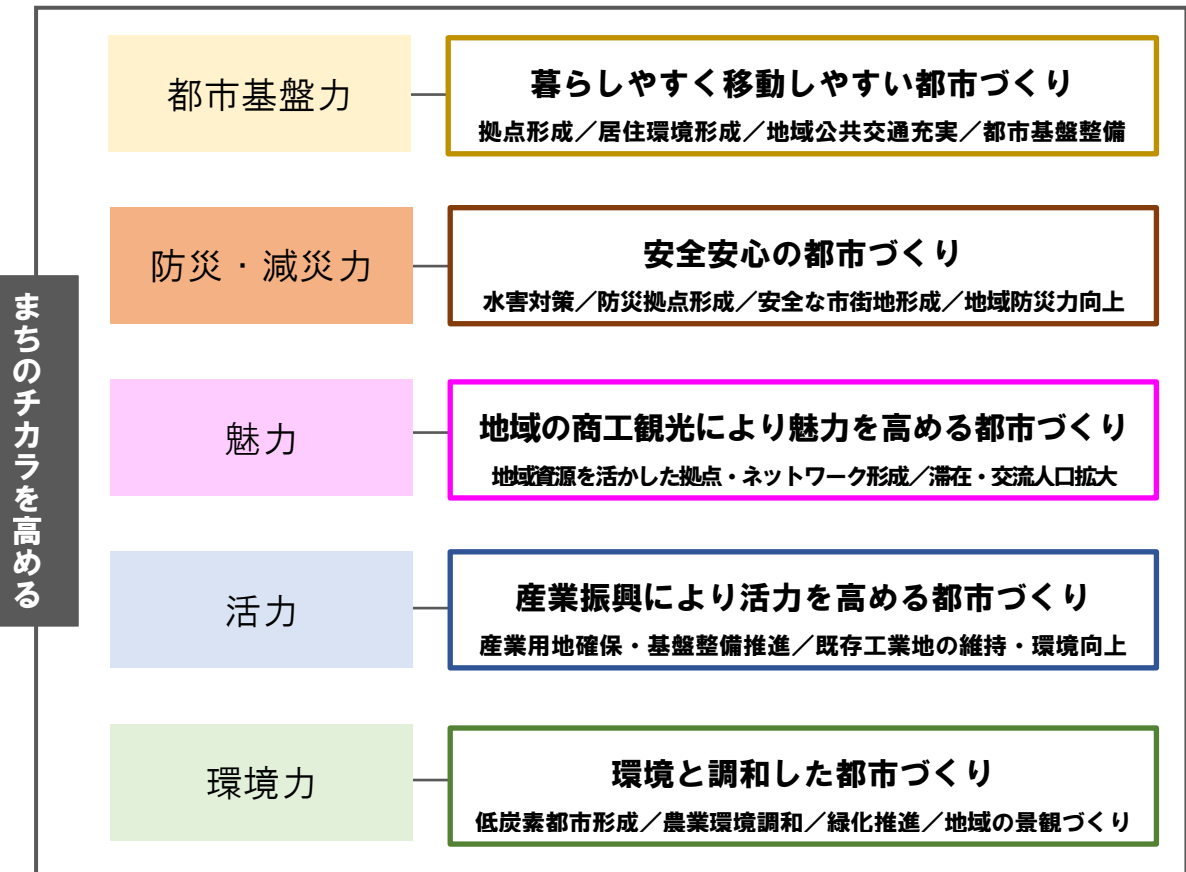 まちのチカラを高める
都市基盤力
暮らしやすく移動しやすい都市づくり
拠点形成／居住環境形成／地域公共交通充実／都市基盤整備
防災・減災力
安全安心の都市づくり
水害対策／防災拠点形成／安全な市街地形成／地域防災力向上
魅力
地域の商工観光により魅力を高める都市づくり
地域資源を活かした拠点・ネットワーク形成／滞在・交流人口拡大
活力
産業振興により活力を高める都市づくり
産業用地確保・基盤整備推進／既存工業地の維持・環境向上
環境力
環境と調和した都市づくり
低炭素都市形成／農業環境調和／緑化推進／地域の景観づくり